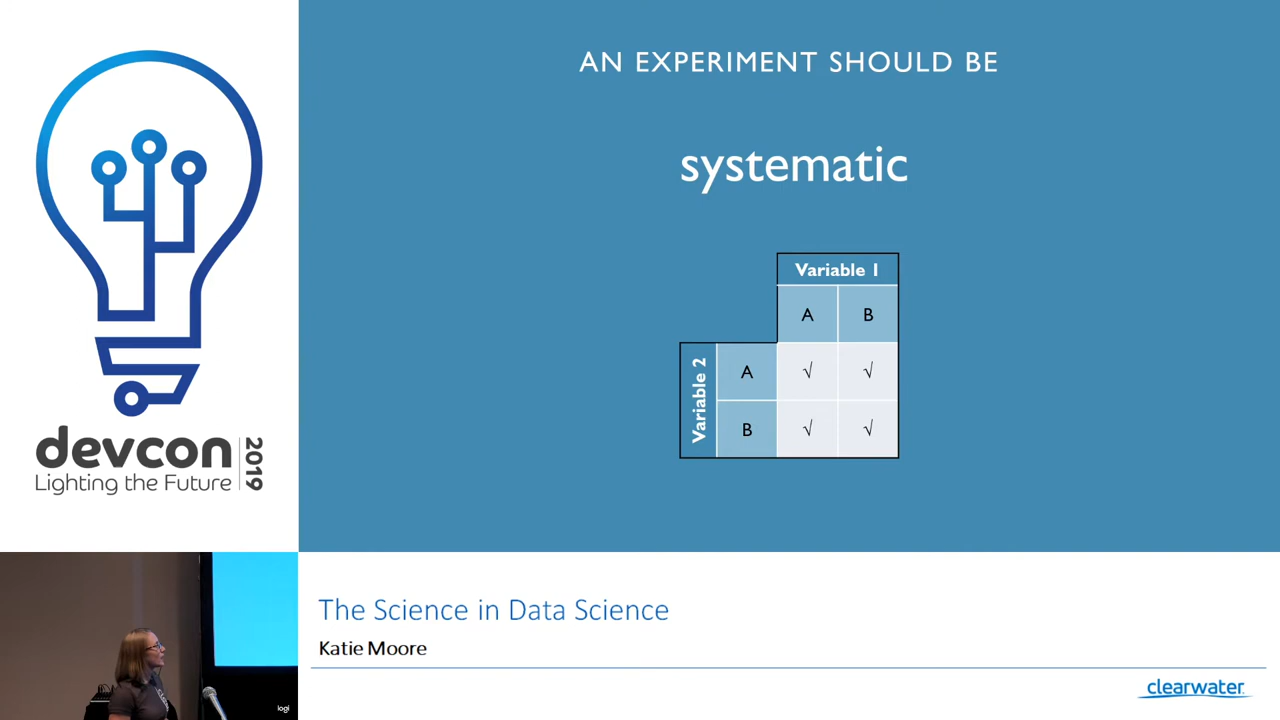 AN EXPERIMENT SHOULD BE
systematic
Variable 1
A B
Variable 2
A √ √
B √ √
devcon 2019
Lighting the Future
The Science in Data Science
Katie Moore
clearwater
logi